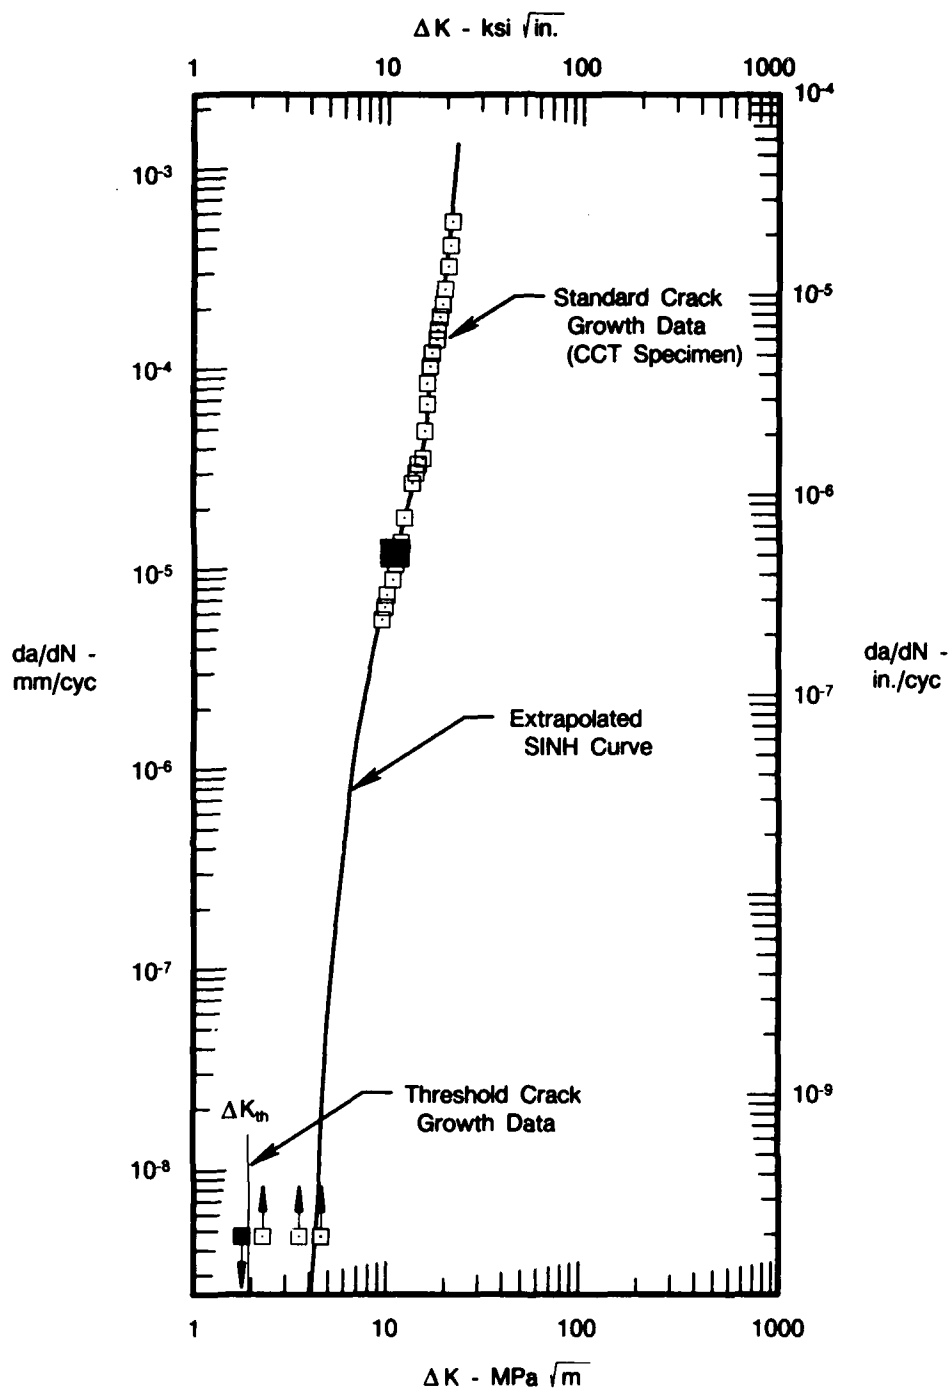 ΔK - ksi √in.
1 10 100 1000
10⁻⁴
10⁻³
10⁻⁵
Standard Crack
Growth Data
(CCT Specimen)
10⁻⁴
10⁻⁶
10⁻⁵
da/dN -
mm/cyc
da/dN -
in./cyc
10⁻⁷
Extrapolated
SINH Curve
10⁻⁶
10⁻⁷
10⁻⁹
Threshold Crack
Growth Data
ΔKth
10⁻⁸
1 10 100 1000
ΔK - MPa √m